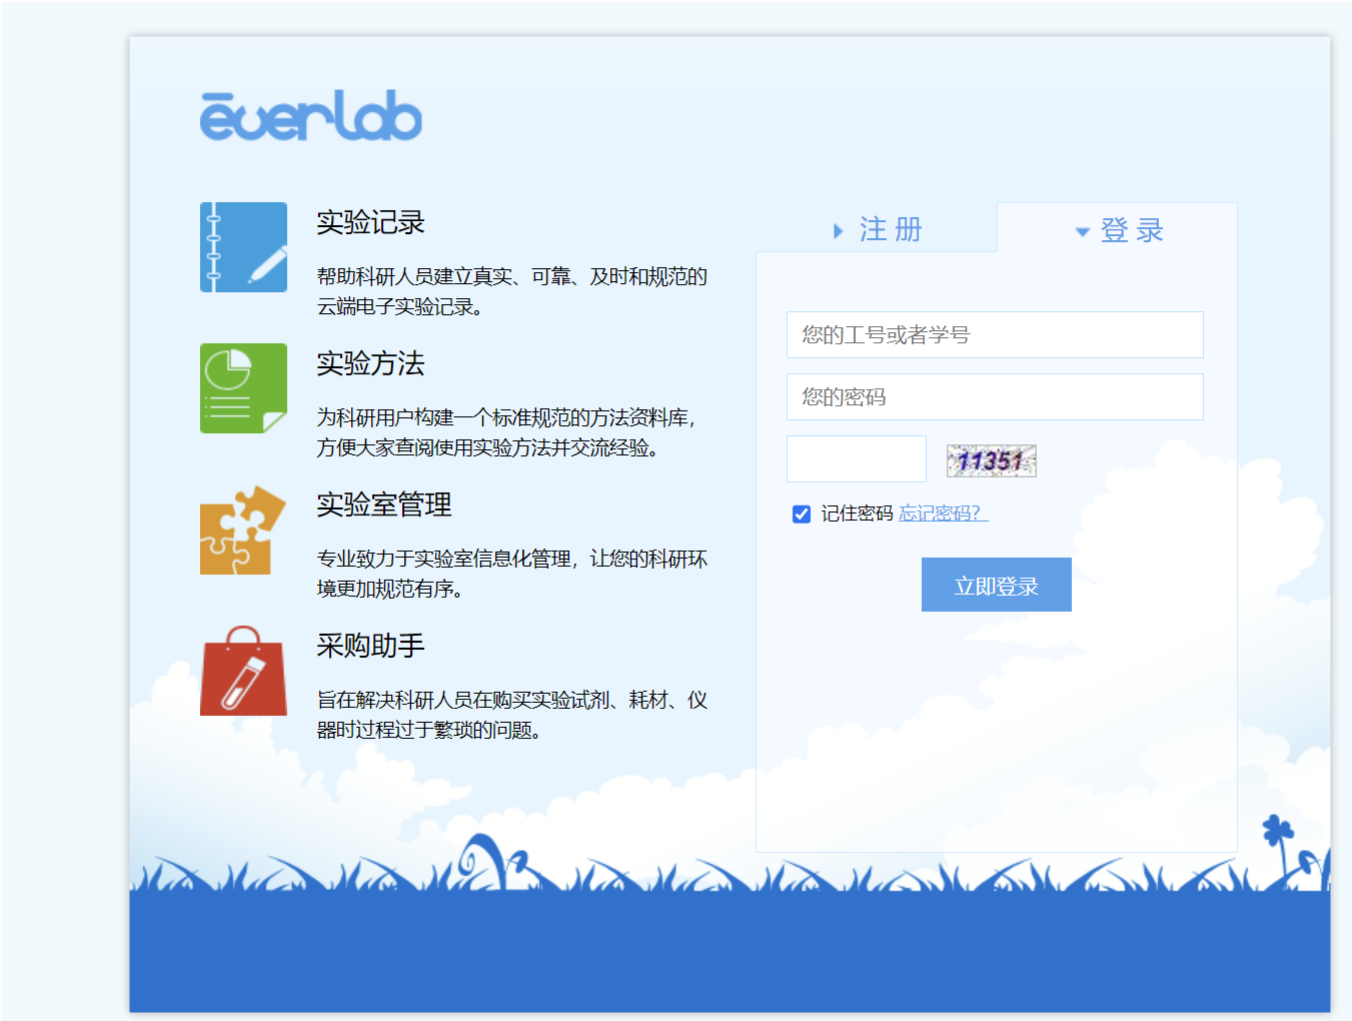 ēverlab
实验记录
帮助科研人员建立真实、可靠、及时和规范的
云端电子实验记录。
实验方法
为科研用户构建一个标准规范的方法资料库，
方便大家查阅使用实验方法并交流经验。
实验室管理
专业致力于实验室信息化管理，让您的科研环
境更加规范有序。
采购助手
旨在解决科研人员在购买实验试剂、耗材、仪
器时过程过于繁琐的问题。
注 册
登 录
您的工号或者学号
您的密码
11351
记住密码 忘记密码？
立即登录